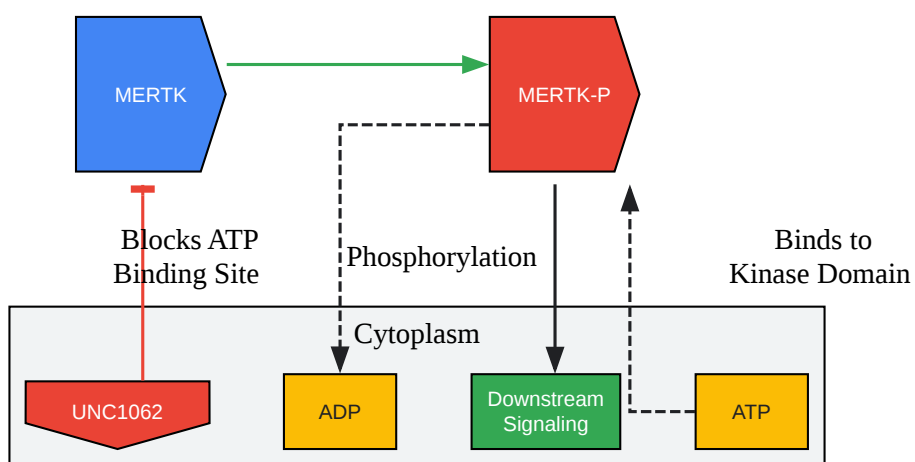 MERTK
MERTK-P
Blocks ATP
Binding Site
Phosphorylation
Binds to
Kinase Domain
Cytoplasm
UNC1062
ADP
Downstream
Signaling
ATP